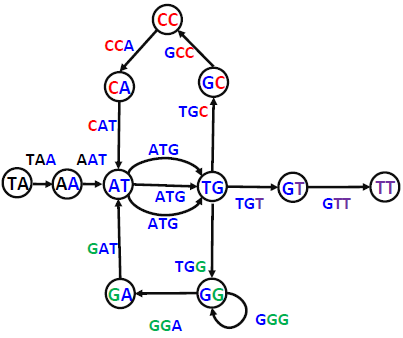 CC
CCA GCC
CA GC
TGC
CAT
ATG
TAA AAT
TA AA AT TG GT TT
ATG
TGT GTT
ATG
GAT TGG
GA GG
GGG
GGA